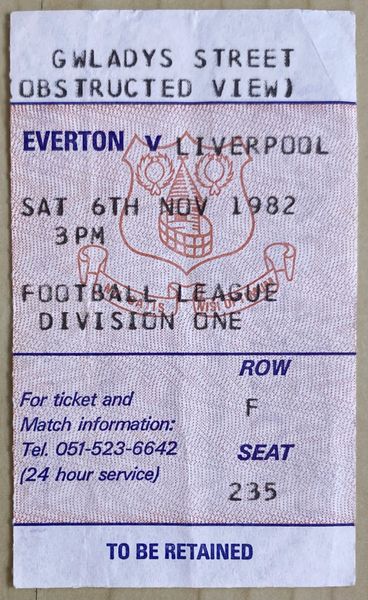 GWLADYS STREET
OBSTRUCTED VIEW)
EVERTON V LIVERPOOL
SAT 6TH NOV 1982
3PM
FOOTBALL LEAGUE
DIVISION ONE
ROW
F
For ticket and
Match information:
Tel. 051-523-6642
(24 hour service)
SEAT
235
TO BE RETAINED